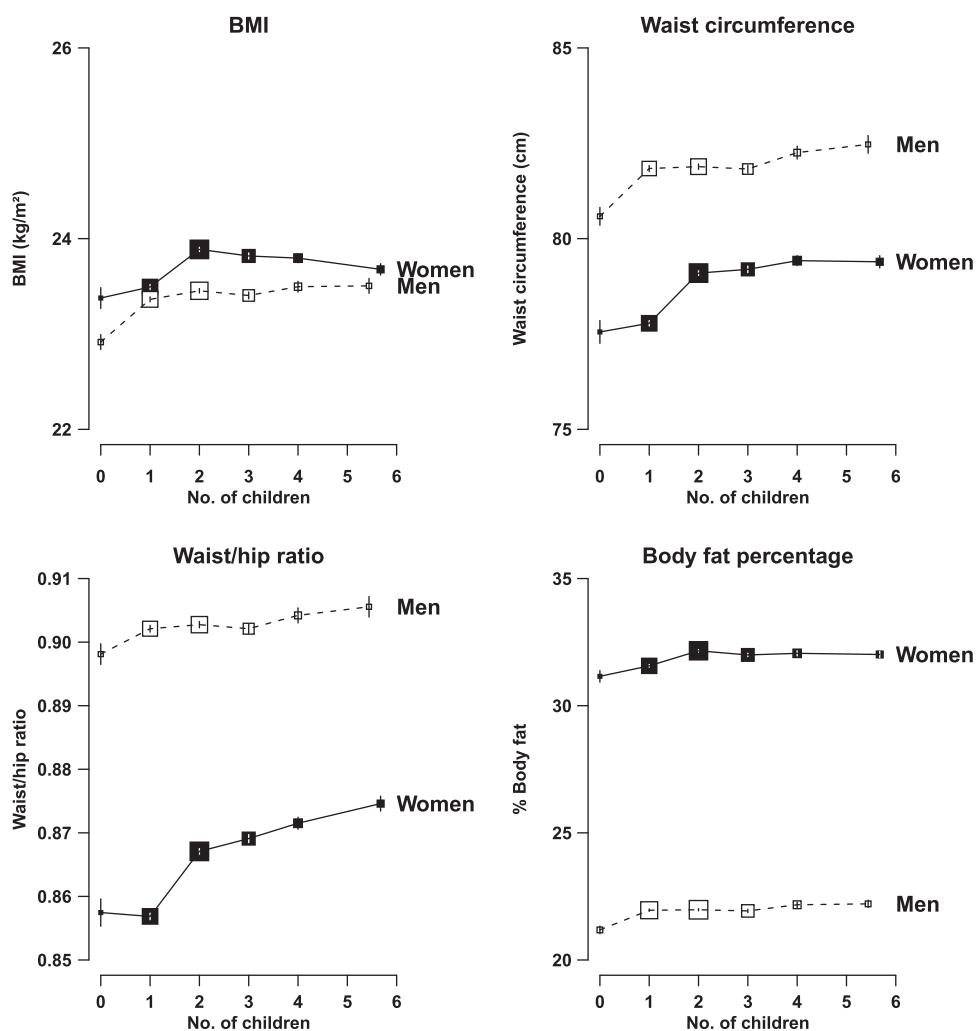 BMI
26
24
22
BMI (kg/m²)
Women
Men
0 1 2 3 4 5 6
No. of children
Waist circumference
85
80
75
Waist circumference (cm)
Men
Women
0 1 2 3 4 5 6
No. of children
Waist/hip ratio
0.91
0.90
0.89
0.88
0.87
0.86
0.85
Waist/hip ratio
Men
Women
0 1 2 3 4 5 6
No. of children
Body fat percentage
35
30
25
20
% Body fat
Women
Men
0 1 2 3 4 5 6
No. of children